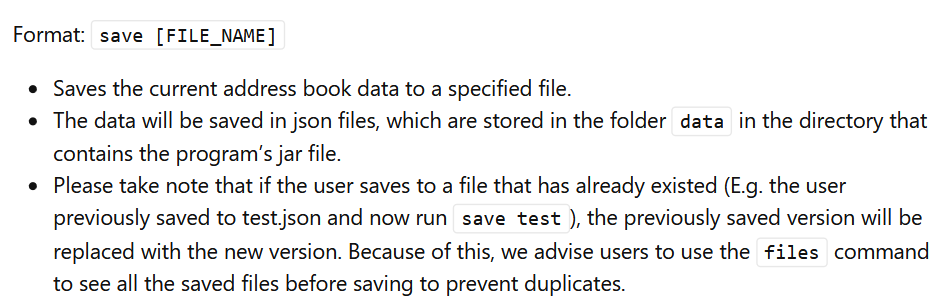 Format: save [FILE_NAME]
• Saves the current address book data to a specified file.
• The data will be saved in json files, which are stored in the folder data in the directory that
contains the program's jar file.
• Please take note that if the user saves to a file that has already existed (E.g. the user
previously saved to test.json and now run save test), the previously saved version will be
replaced with the new version. Because of this, we advise users to use the files command
to see all the saved files before saving to prevent duplicates.